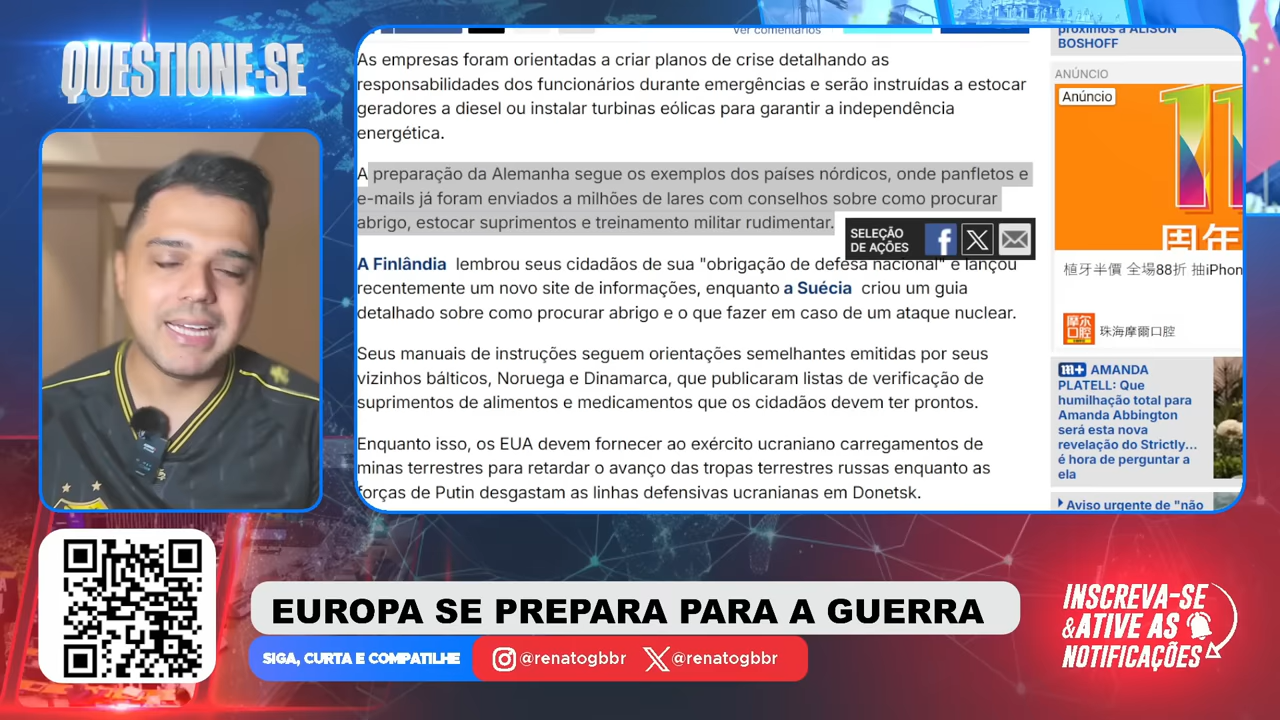 QUESTIONE-SE
Ver comentários
As empresas foram orientadas a criar planos de crise detalhando as
responsabilidades dos funcionários durante emergências e serão instruídas a estocar
geradores a diesel ou instalar turbinas eólicas para garantir a independência
energética.
A preparação da Alemanha segue os exemplos dos países nórdicos, onde panfletos e
e-mails já foram enviados a milhões de lares com conselhos sobre como procurar
abrigo, estocar suprimentos e treinamento militar rudimentar.
SELEÇÃO
DE AÇÕES
A Finlândia lembrou seus cidadãos de sua "obrigação de defesa nacional" e lançou
recentemente um novo site de informações, enquanto a Suécia criou um guia
detalhado sobre como procurar abrigo e o que fazer em caso de um ataque nuclear.
Seus manuais de instruções seguem orientações semelhantes emitidas por seus
vizinhos bálticos, Noruega e Dinamarca, que publicaram listas de verificação de
suprimentos de alimentos e medicamentos que os cidadãos devem ter prontos.
Enquanto isso, os EUA devem fornecer ao exército ucraniano carregamentos de
minas terrestres para retardar o avanço das tropas terrestres russas enquanto as
forças de Putin desgastam as linhas defensivas ucranianas em Donetsk.
próximos a ALISON
BOSHOFF
ANÚNCIO
Anúncio
11
周年
植牙半價 全場88折 抽iPhon
摩尔
口腔
珠海摩爾口腔
m+ AMANDA
PLATELL: Que
humilhação total para
Amanda Abbington
será esta nova
revelação do Strictly...
é hora de perguntar a
ela
Aviso urgente de "não
EUROPA SE PREPARA PARA A GUERRA
SIGA, CURTA E COMPATILHE
@renatogbbr
@renatogbbr
INSCREVA-SE
&ATIVE AS
NOTIFICAÇÕES